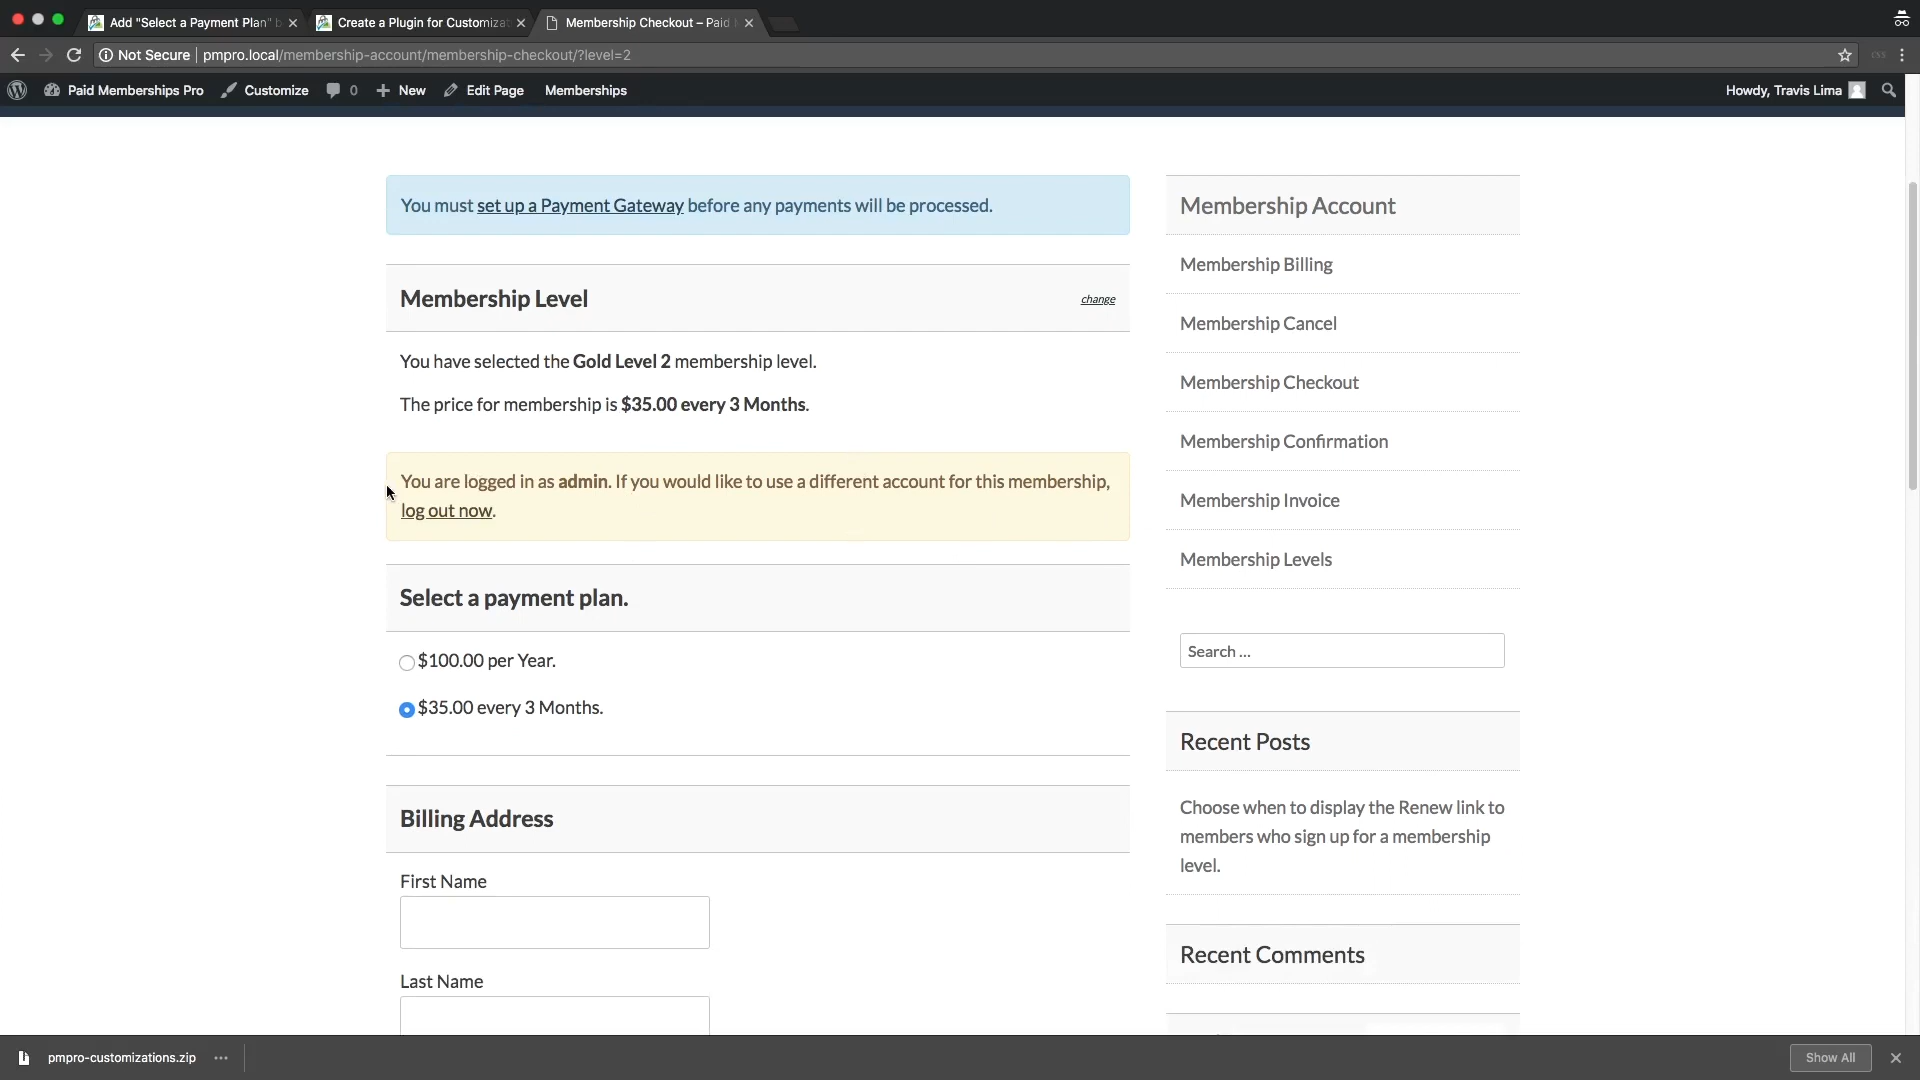 Add "Select a Payment Plan" b
Create a Plugin for Customizat
Membership Checkout – Paid
Not Secure
pmpro.local/membership-account/membership-checkout/?level=2
Paid Memberships Pro
Customize
0
New
Edit Page
Memberships
Howdy, Travis Lima
You must set up a Payment Gateway before any payments will be processed.
Membership Level
change
You have selected the Gold Level 2 membership level.
The price for membership is $35.00 every 3 Months.
You are logged in as admin. If you would like to use a different account for this membership,
log out now.
Select a payment plan.
$100.00 per Year.
$35.00 every 3 Months.
Billing Address
First Name
Last Name
Membership Account
Membership Billing
Membership Cancel
Membership Checkout
Membership Confirmation
Membership Invoice
Membership Levels
Search ...
Recent Posts
Choose when to display the Renew link to
members who sign up for a membership
level.
Recent Comments
pmpro-customizations.zip
Show All